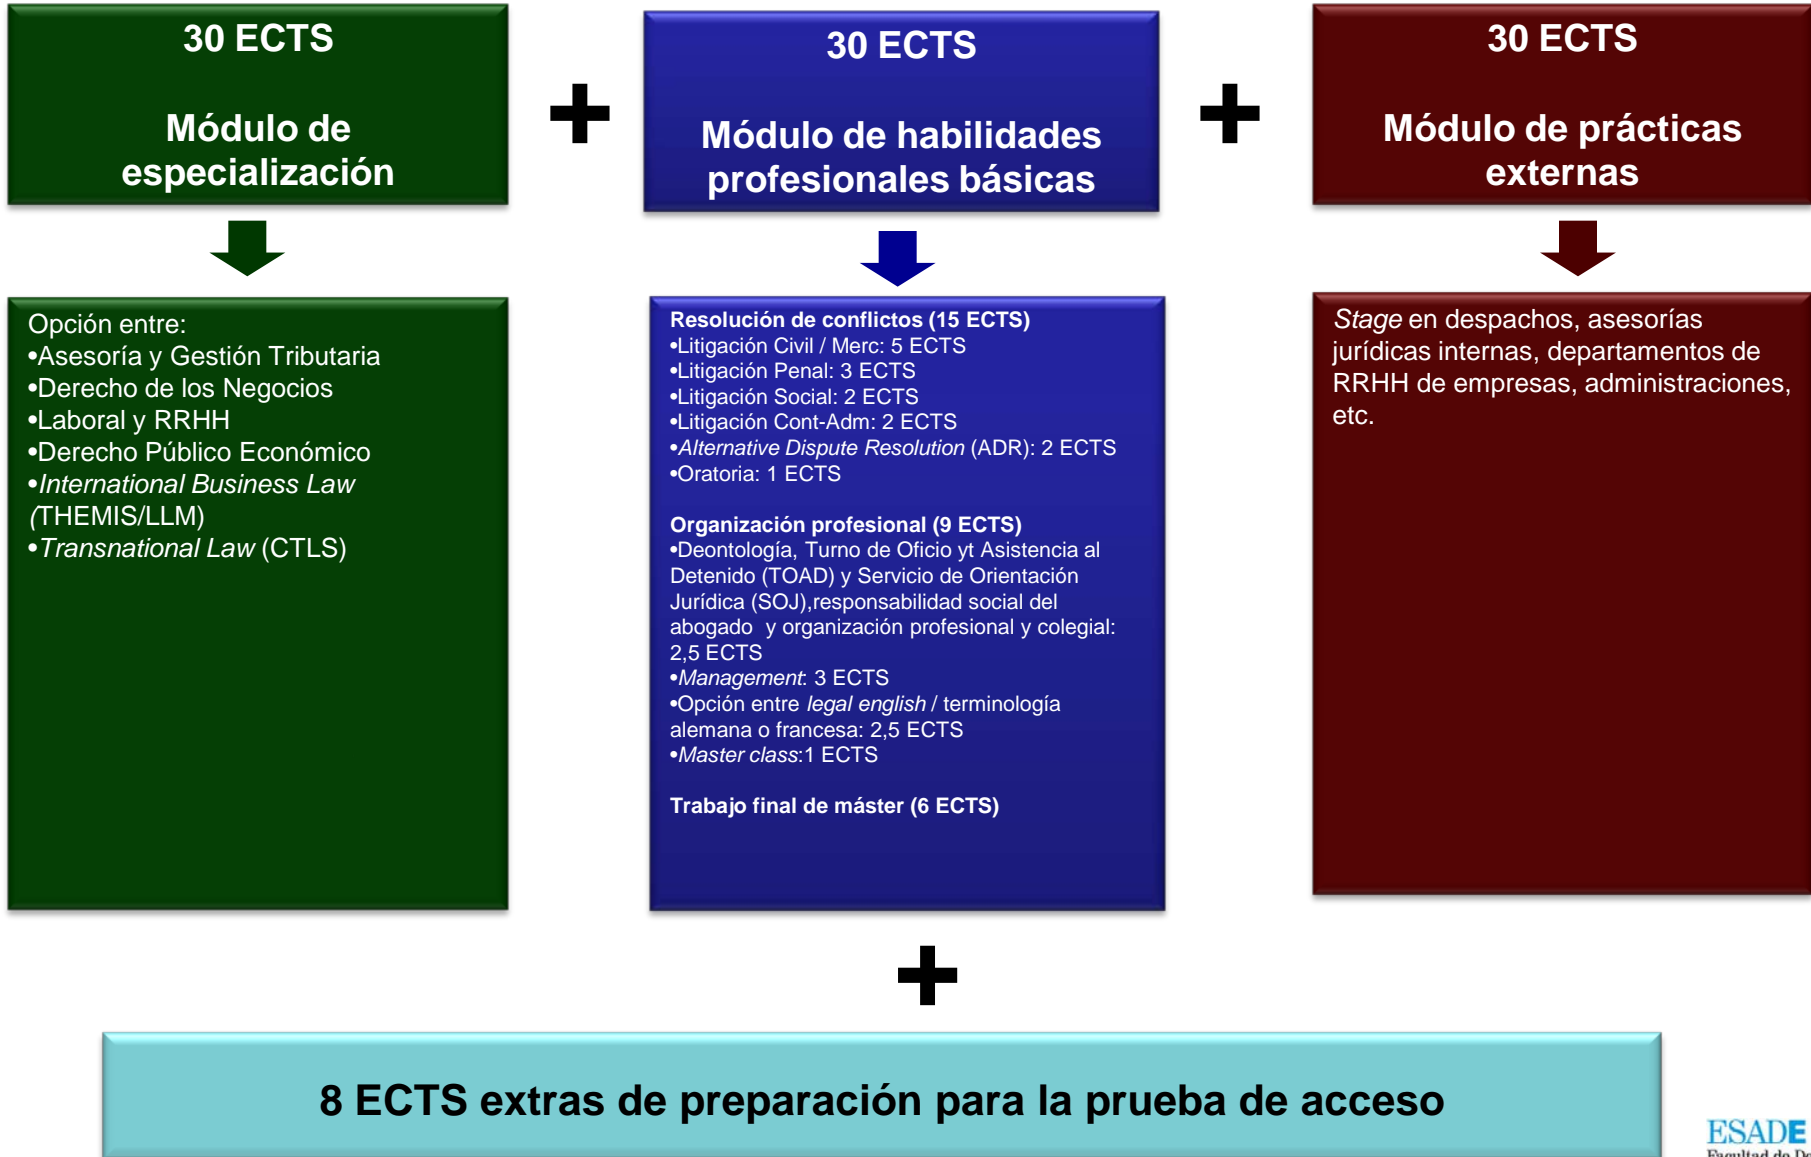 30 ECTS
Módulo de
especialización
+
30 ECTS
Módulo de habilidades
profesionales básicas
+
30 ECTS
Módulo de prácticas
externas
Opción entre:
•Asesoría y Gestión Tributaria
•Derecho de los Negocios
•Laboral y RRHH
•Derecho Público Económico
•International Business Law
(THEMIS/LLM)
•Transnational Law (CTLS)
Resolución de conflictos (15 ECTS)
•Litigación Civil / Merc: 5 ECTS
•Litigación Penal: 3 ECTS
•Litigación Social: 2 ECTS
•Litigación Cont-Adm: 2 ECTS
•Alternative Dispute Resolution (ADR): 2 ECTS
•Oratoria: 1 ECTS
Organización profesional (9 ECTS)
•Deontología, Turno de Oficio yt Asistencia al
Detenido (TOAD) y Servicio de Orientación
Jurídica (SOJ),responsabilidad social del
abogado y organización profesional y colegial:
2,5 ECTS
•Management: 3 ECTS
•Opción entre legal english / terminología
alemana o francesa: 2,5 ECTS
•Master class:1 ECTS
Trabajo final de máster (6 ECTS)
Stage en despachos, asesorías
jurídicas internas, departamentos de
RRHH de empresas, administraciones,
etc.
+
8 ECTS extras de preparación para la prueba de acceso
ESADE
Facultad de De